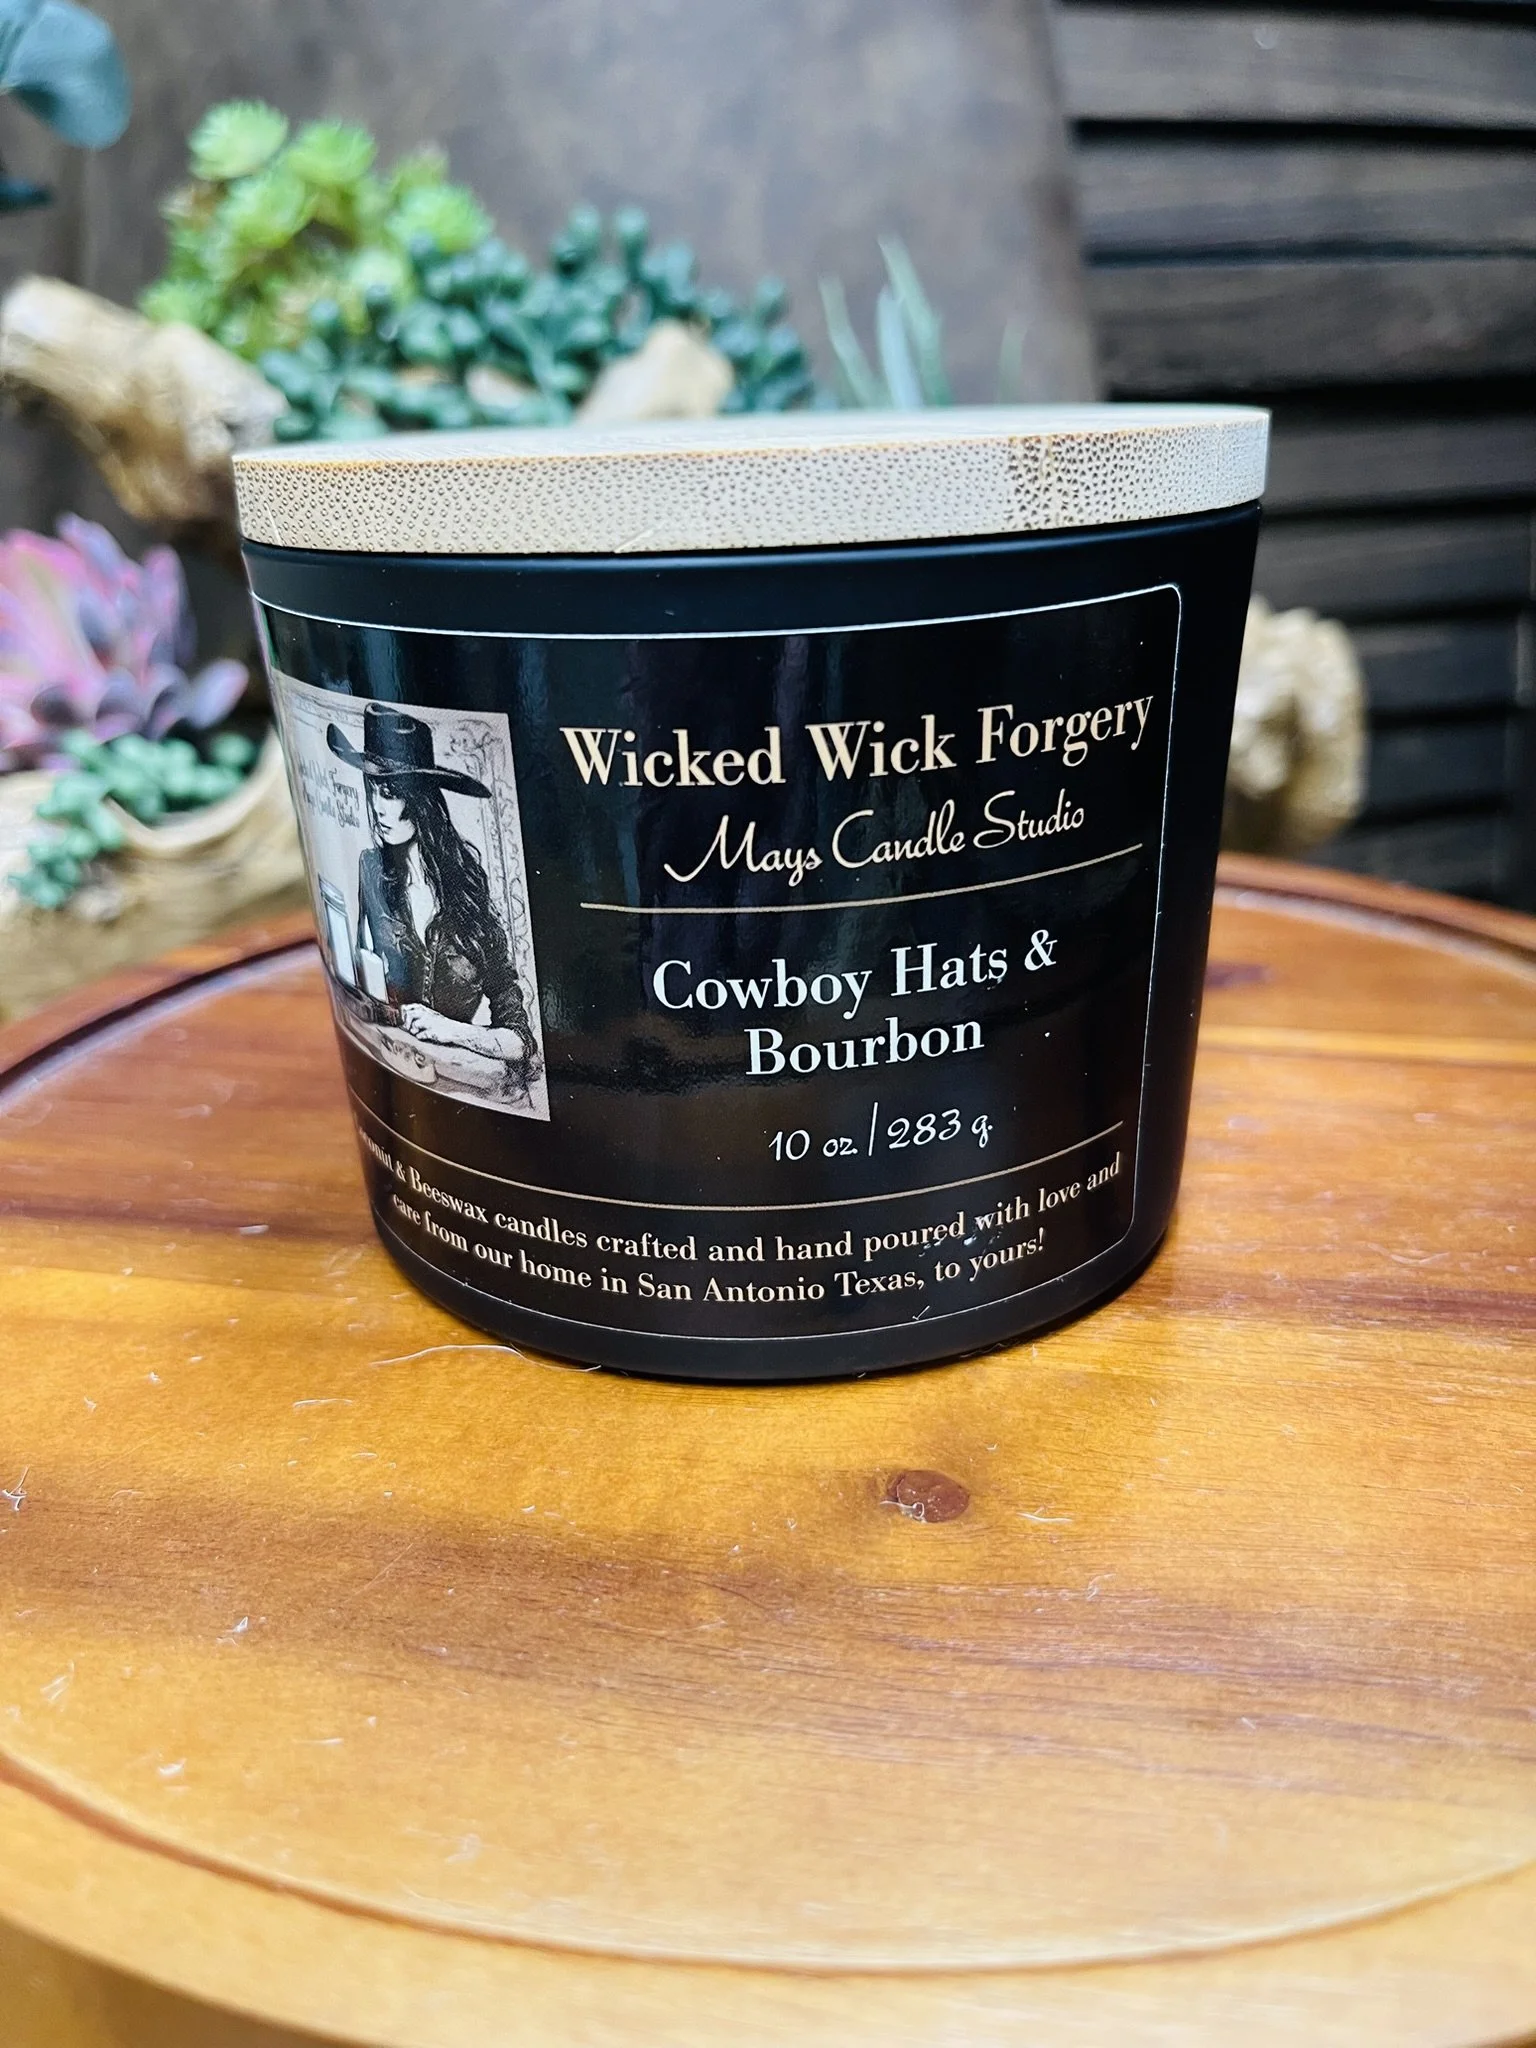 Wicked Wick Forgery
Mays Candle Studio
Cowboy Hats &
Bourbon
10 oz. | 283 g.
& Beeswax candles crafted and hand poured with love and
care from our home in San Antonio Texas, to yours!